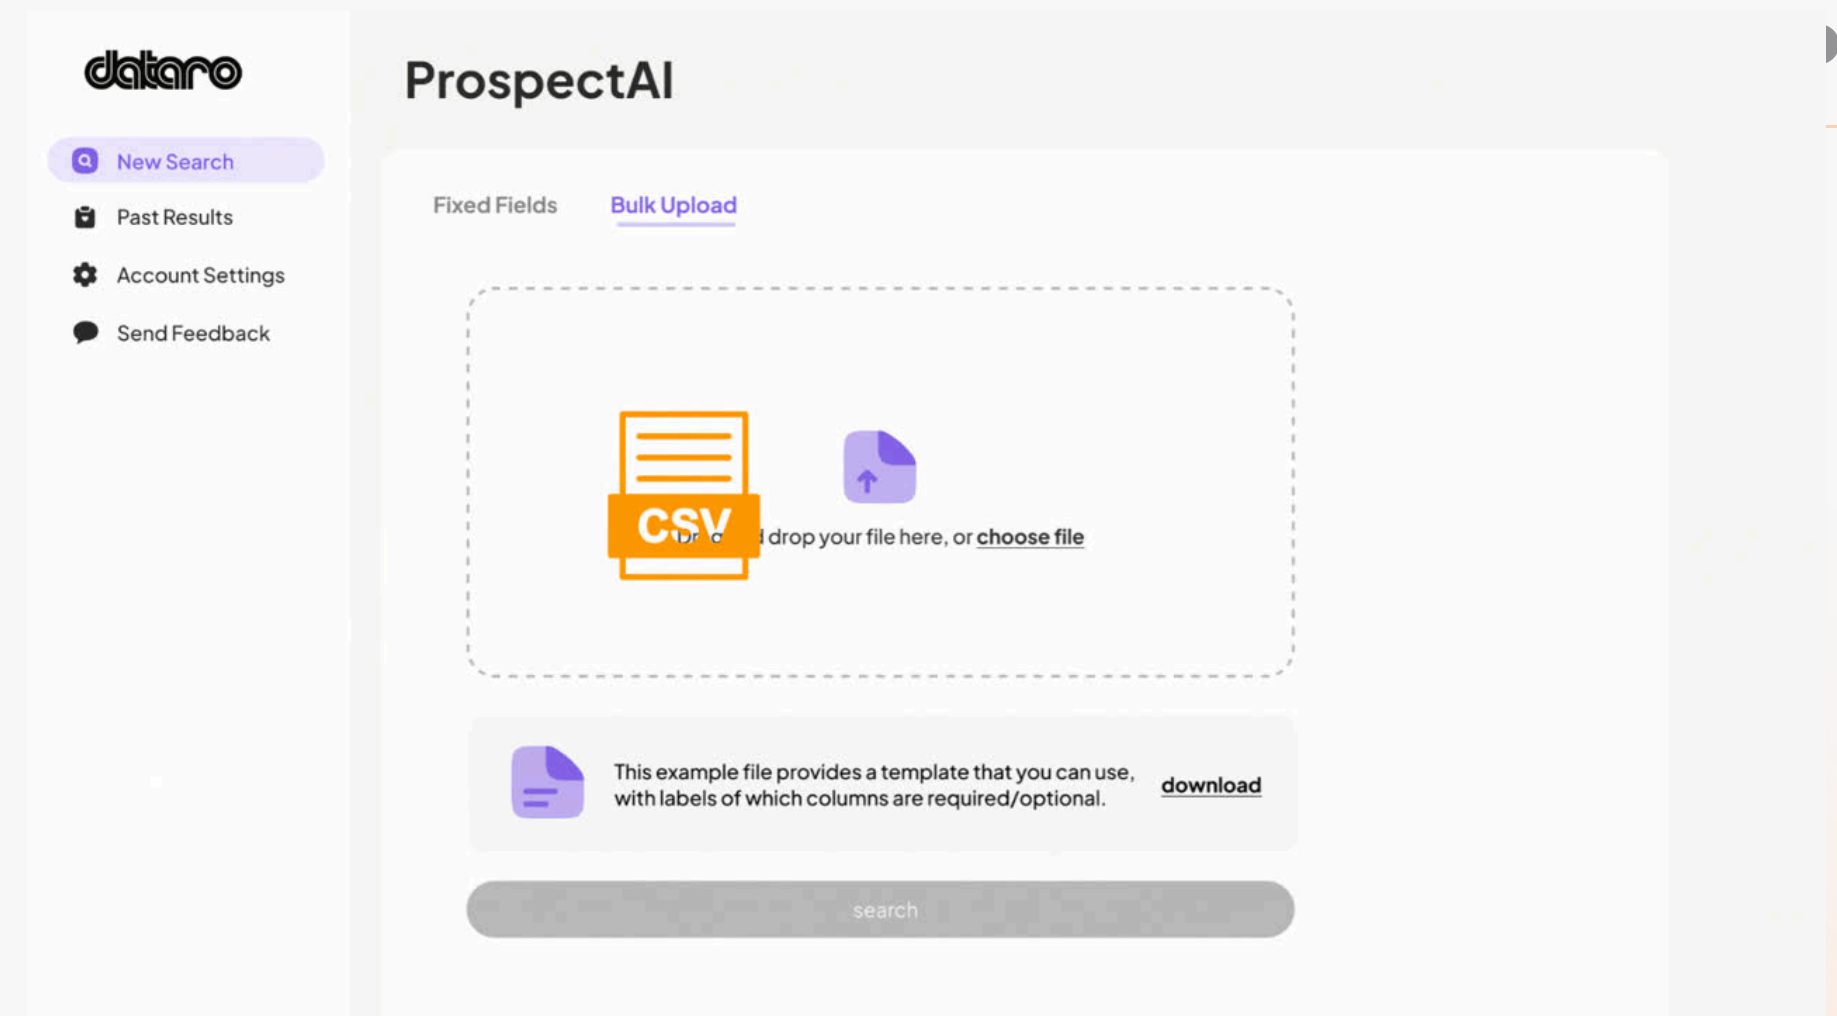 dataro
ProspectAI
New Search
Past Results
Account Settings
Send Feedback
Fixed Fields
Bulk Upload
CSV
drop your file here, or choose file
This example file provides a template that you can use,
with labels of which columns are required/optional.
download
search